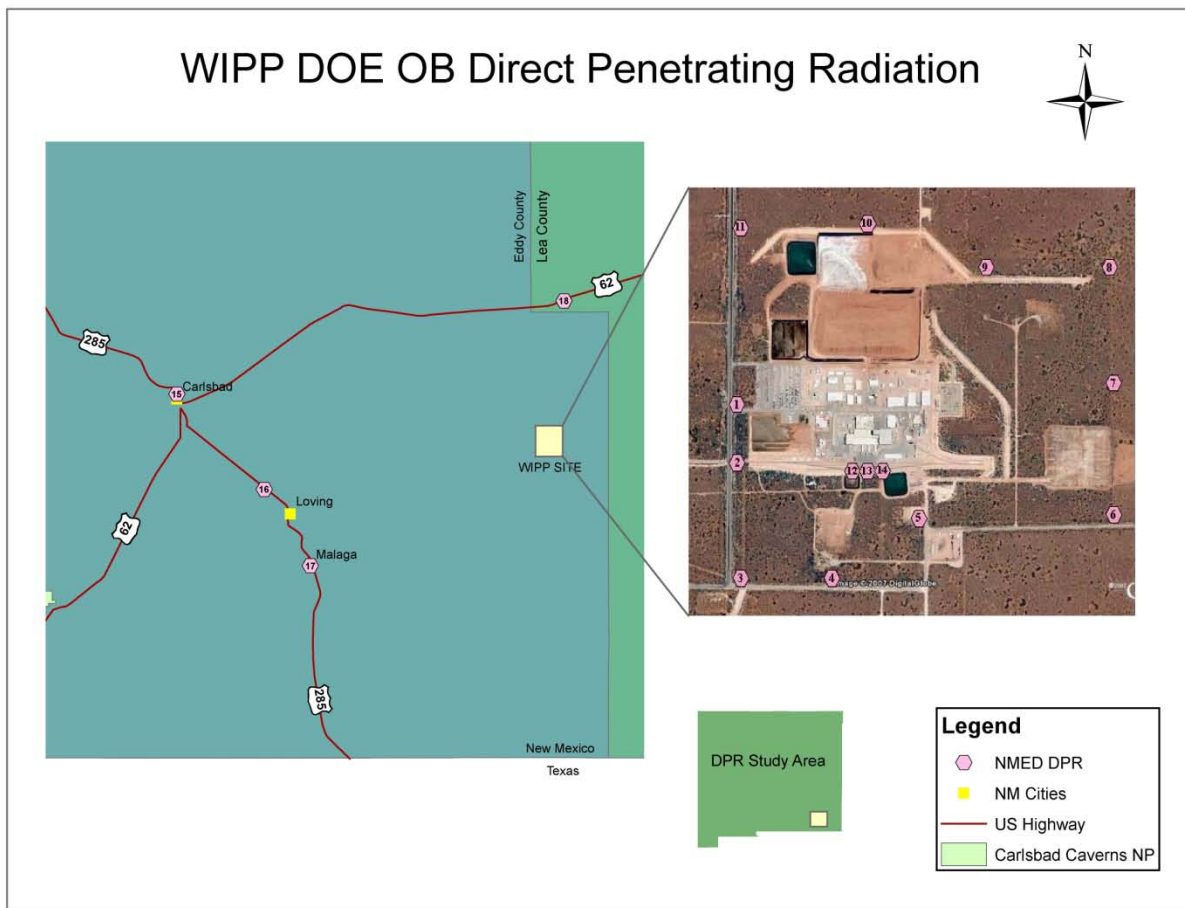 WIPP DOE OB Direct Penetrating Radiation
N
Eddy County
Lea County
62
18
285
Carlsbad
15
WIPP SITE
16
Loving
62
Malaga
17
285
New Mexico
Texas
11
10
9
8
7
1
2
12
13
14
5
6
3
4
Image © 2007 DigitalGlobe
DPR Study Area
Legend
NMED DPR
NM Cities
US Highway
Carlsbad Caverns NP